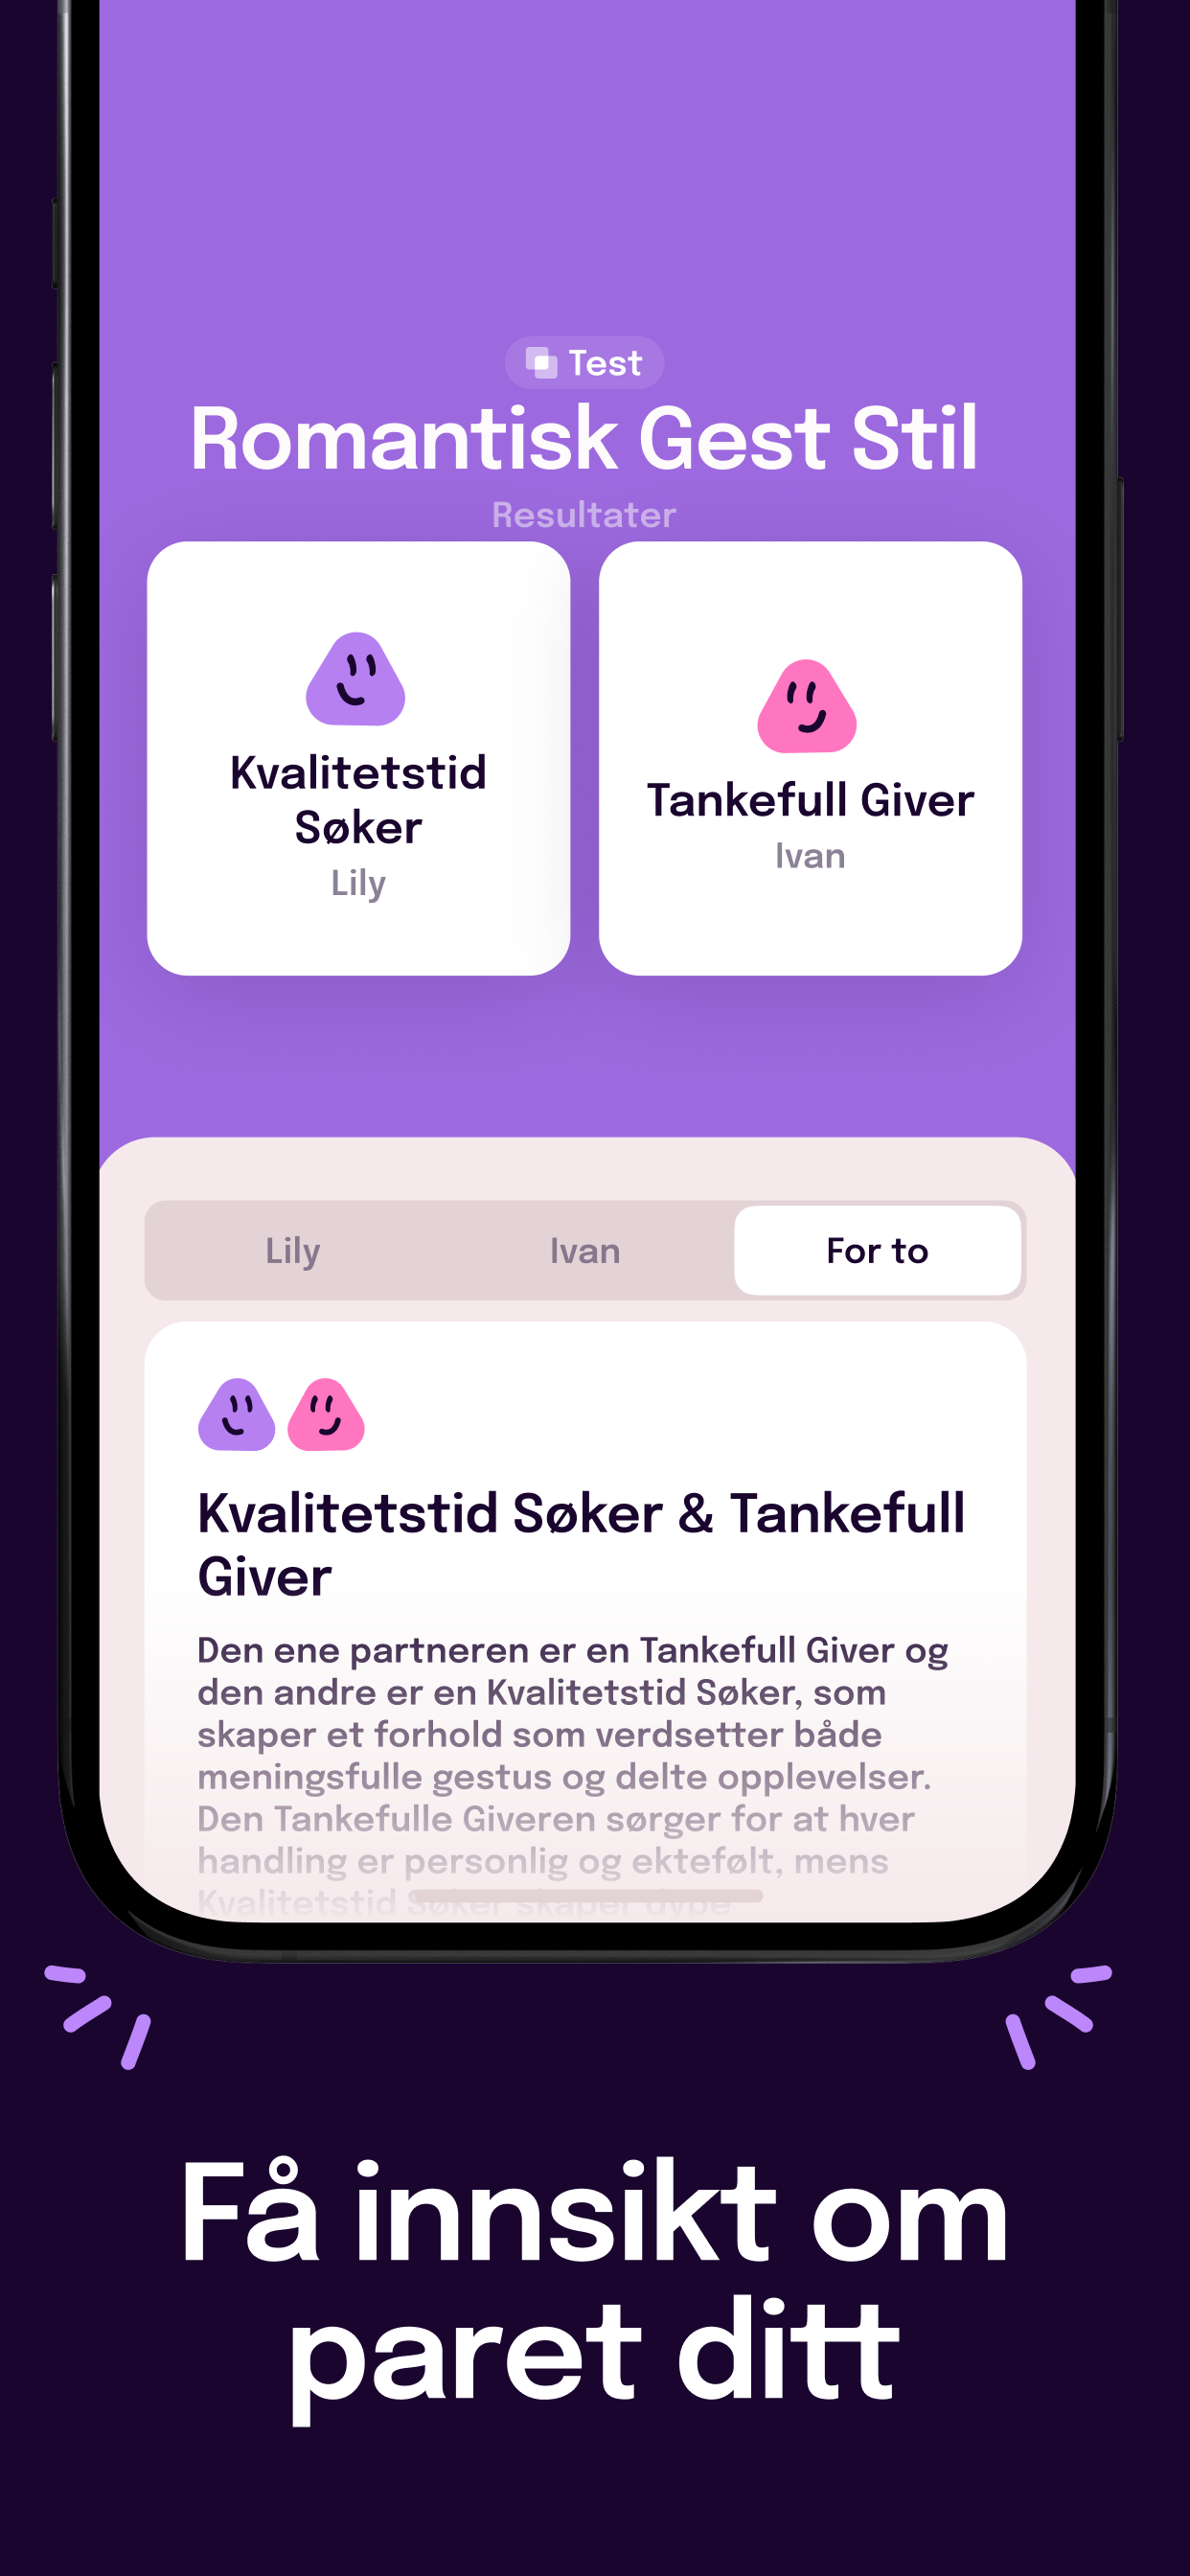 Test
Romantisk Gest Stil
Resultater
Kvalitetstid
Søker
Lily
Tankefull Giver
Ivan
Lily
Ivan
For to
Kvalitetstid Søker & Tankefull
Giver
Den ene partneren er en Tankefull Giver og
den andre er en Kvalitetstid Søker, som
skaper et forhold som verdsetter både
meningsfulle gestus og delte opplevelser.
Den Tankefulle Giveren sørger for at hver
handling er personlig og ektefølt, mens
Kvalitetstid Søker skaper dype
Få innsikt om
paret ditt